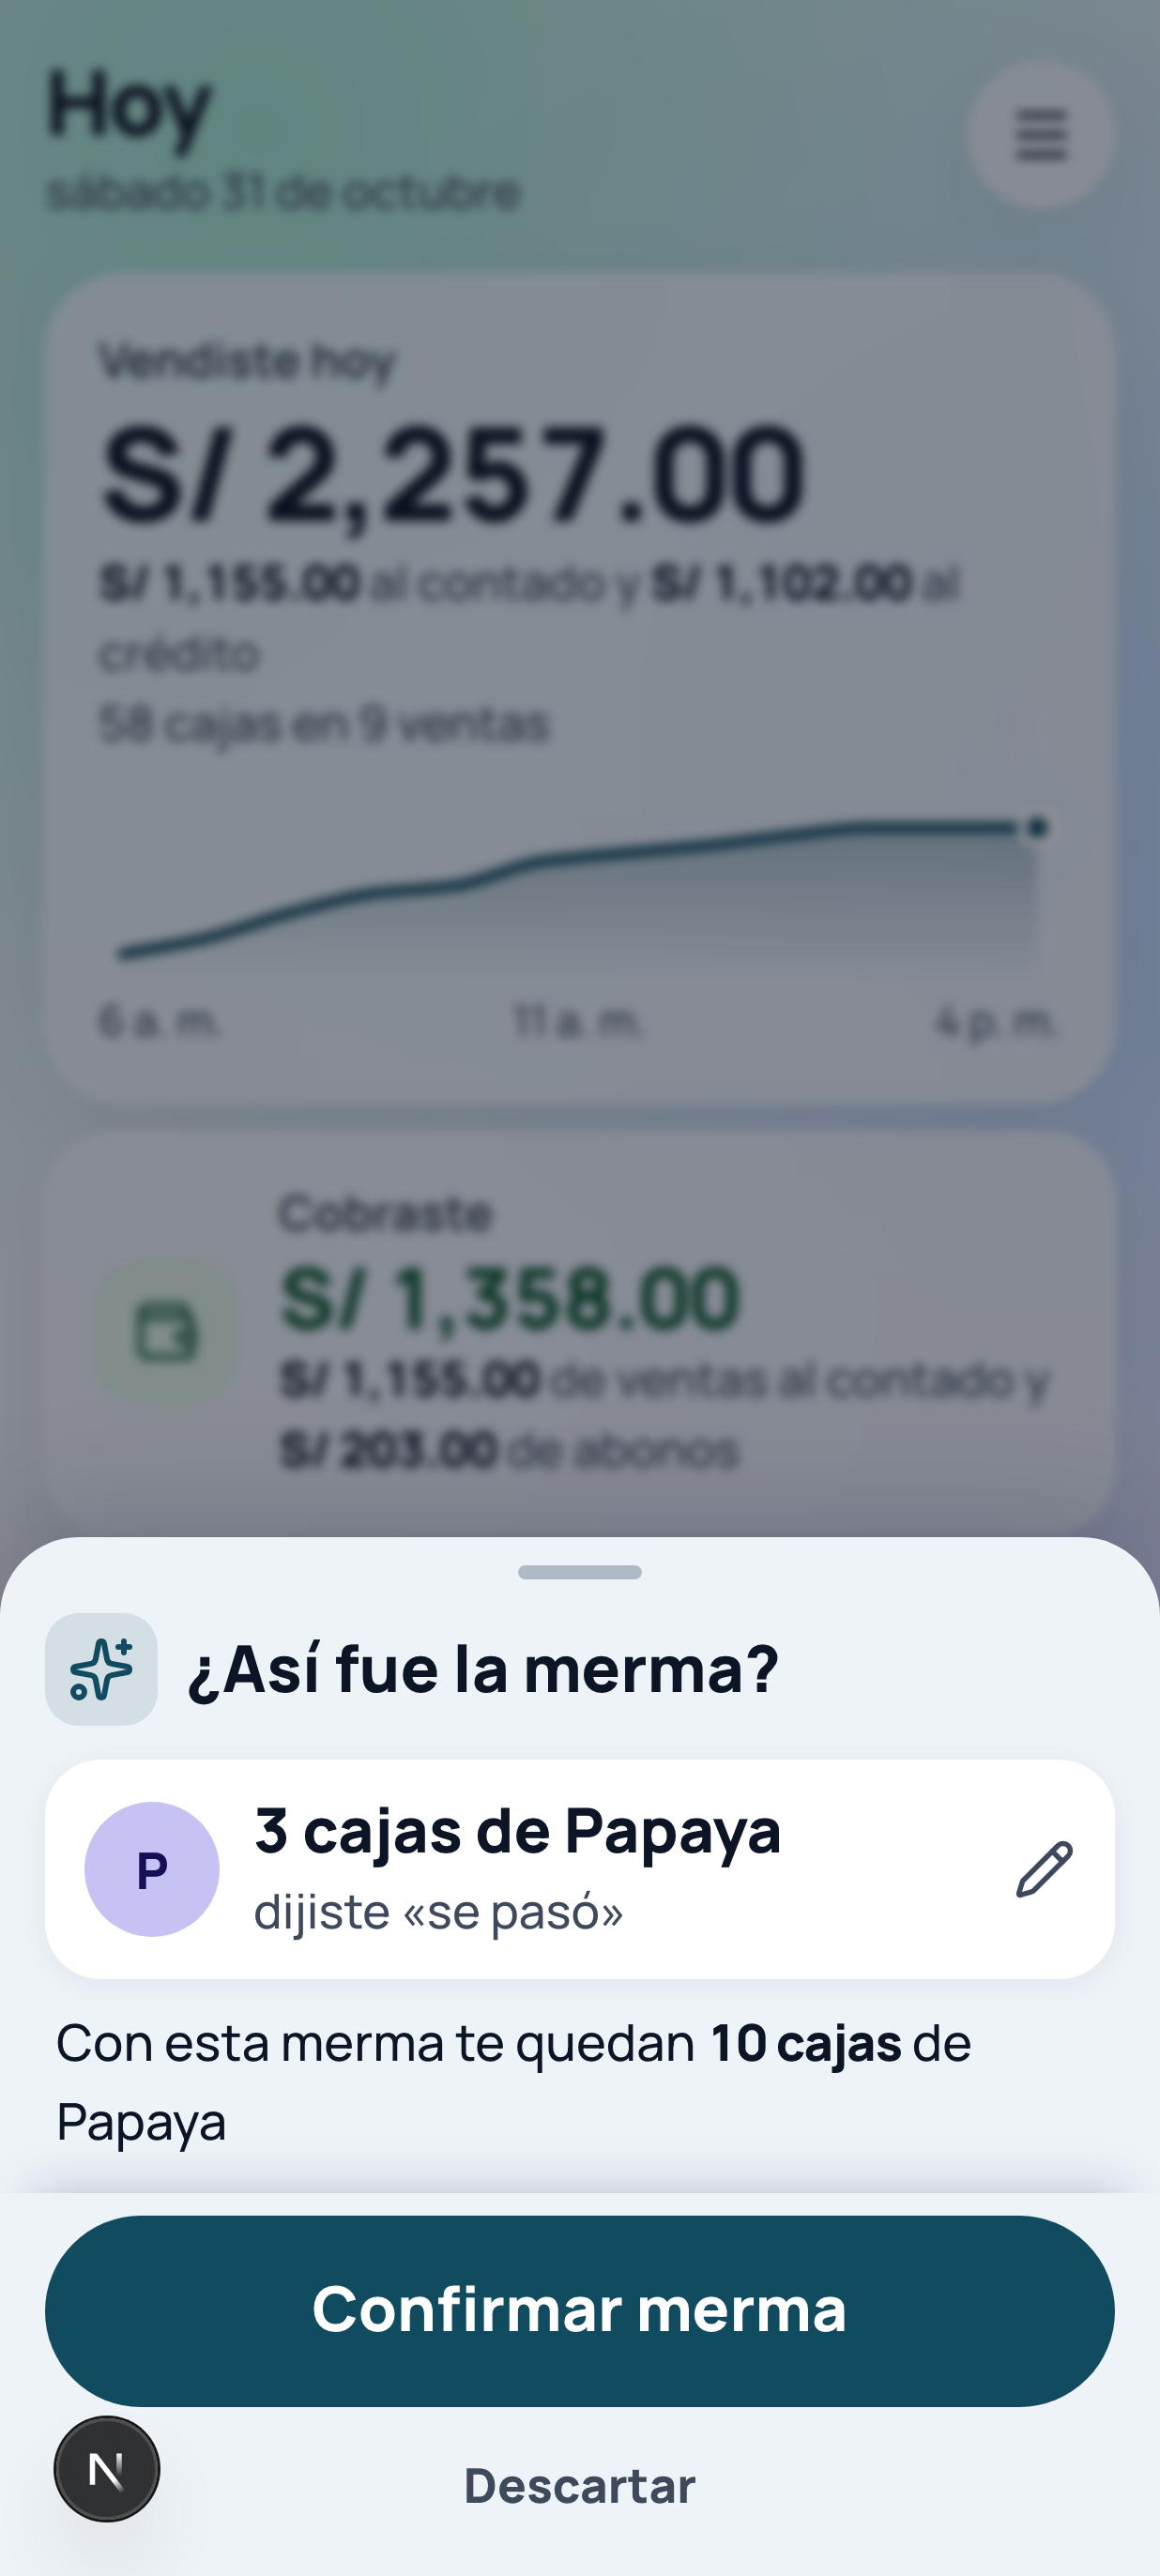 Hoy
sábado 31 de octubre
Vendiste hoy
S/ 2,257.00
S/ 1,155.00 al contado y S/ 1,102.00 al
crédito
58 cajas en 9 ventas
6 a. m. 11 a. m. 4 p. m.
Cobraste
S/ 1,358.00
S/ 1,155.00 de ventas al contado y
S/ 203.00 de abonos
¿Así fue la merma?
P
3 cajas de Papaya
dijiste «se pasó»
Con esta merma te quedan 10 cajas de
Papaya
Confirmar merma
N
Descartar